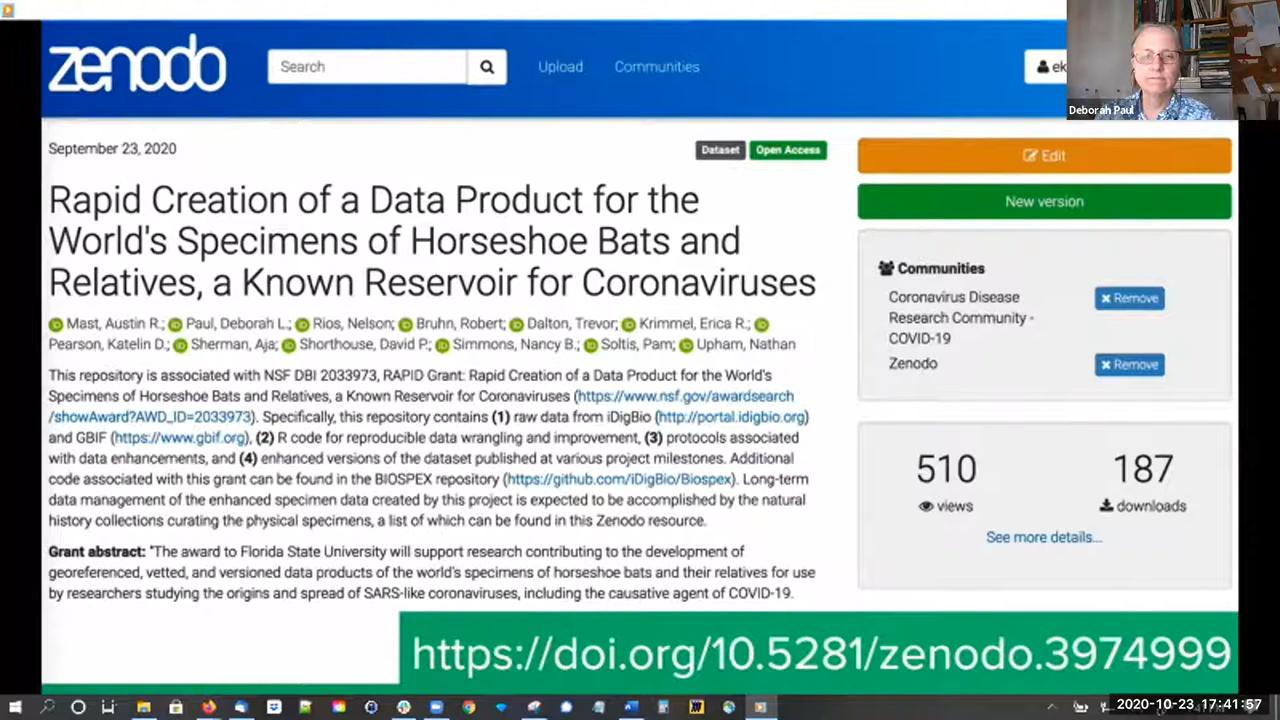 zenodo
Search
Upload
Communities
ek
Deborah Paul
September 23, 2020
Dataset
Open Access
Edit
Rapid Creation of a Data Product for the
World's Specimens of Horseshoe Bats and
Relatives, a Known Reservoir for Coronaviruses
New version
Mast, Austin R.; Paul, Deborah L.; Rios, Nelson; Bruhn, Robert; Dalton, Trevor; Krimmel, Erica R.;
Pearson, Katelin D.; Sherman, Aja; Shorthouse, David P.; Simmons, Nancy B.; Soltis, Pam; Upham, Nathan
This repository is associated with NSF DBI 2033973, RAPID Grant: Rapid Creation of a Data Product for the World's
Specimens of Horseshoe Bats and Relatives, a Known Reservoir for Coronaviruses (https://www.nsf.gov/awardsearch
/showAward?AWD_ID=2033973). Specifically, this repository contains (1) raw data from iDigBio (http://portal.idigbio.org)
and GBIF (https://www.gbif.org), (2) R code for reproducible data wrangling and improvement, (3) protocols associated
with data enhancements, and (4) enhanced versions of the dataset published at various project milestones. Additional
code associated with this grant can be found in the BIOSPEX repository (https://github.com/iDigBio/Biospex). Long-term
data management of the enhanced specimen data created by this project is expected to be accomplished by the natural
history collections curating the physical specimens, a list of which can be found in this Zenodo resource.
Grant abstract: "The award to Florida State University will support research contributing to the development of
georeferenced, vetted, and versioned data products of the world's specimens of horseshoe bats and their relatives for use
by researchers studying the origins and spread of SARS-like coronaviruses, including the causative agent of COVID-19.
Communities
Coronavirus Disease
Research Community -
COVID-19
Remove
Zenodo
Remove
510
views
187
downloads
See more details...
https://doi.org/10.5281/zenodo.3974999
2020-10-23 17:41:57